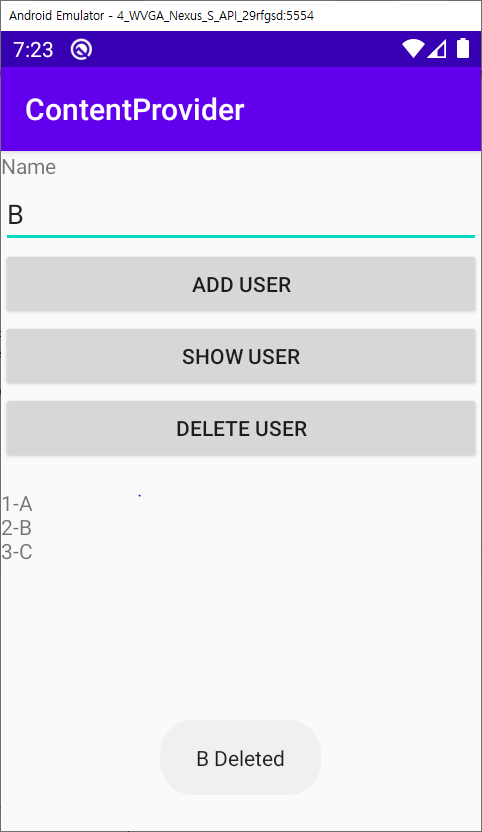 Android Emulator - 4_WVGA_Nexus_S_API_29rfgsd:5554
7:23
ContentProvider
Name
B
ADD USER
SHOW USER
DELETE USER
1-A
2-B
3-C
B Deleted